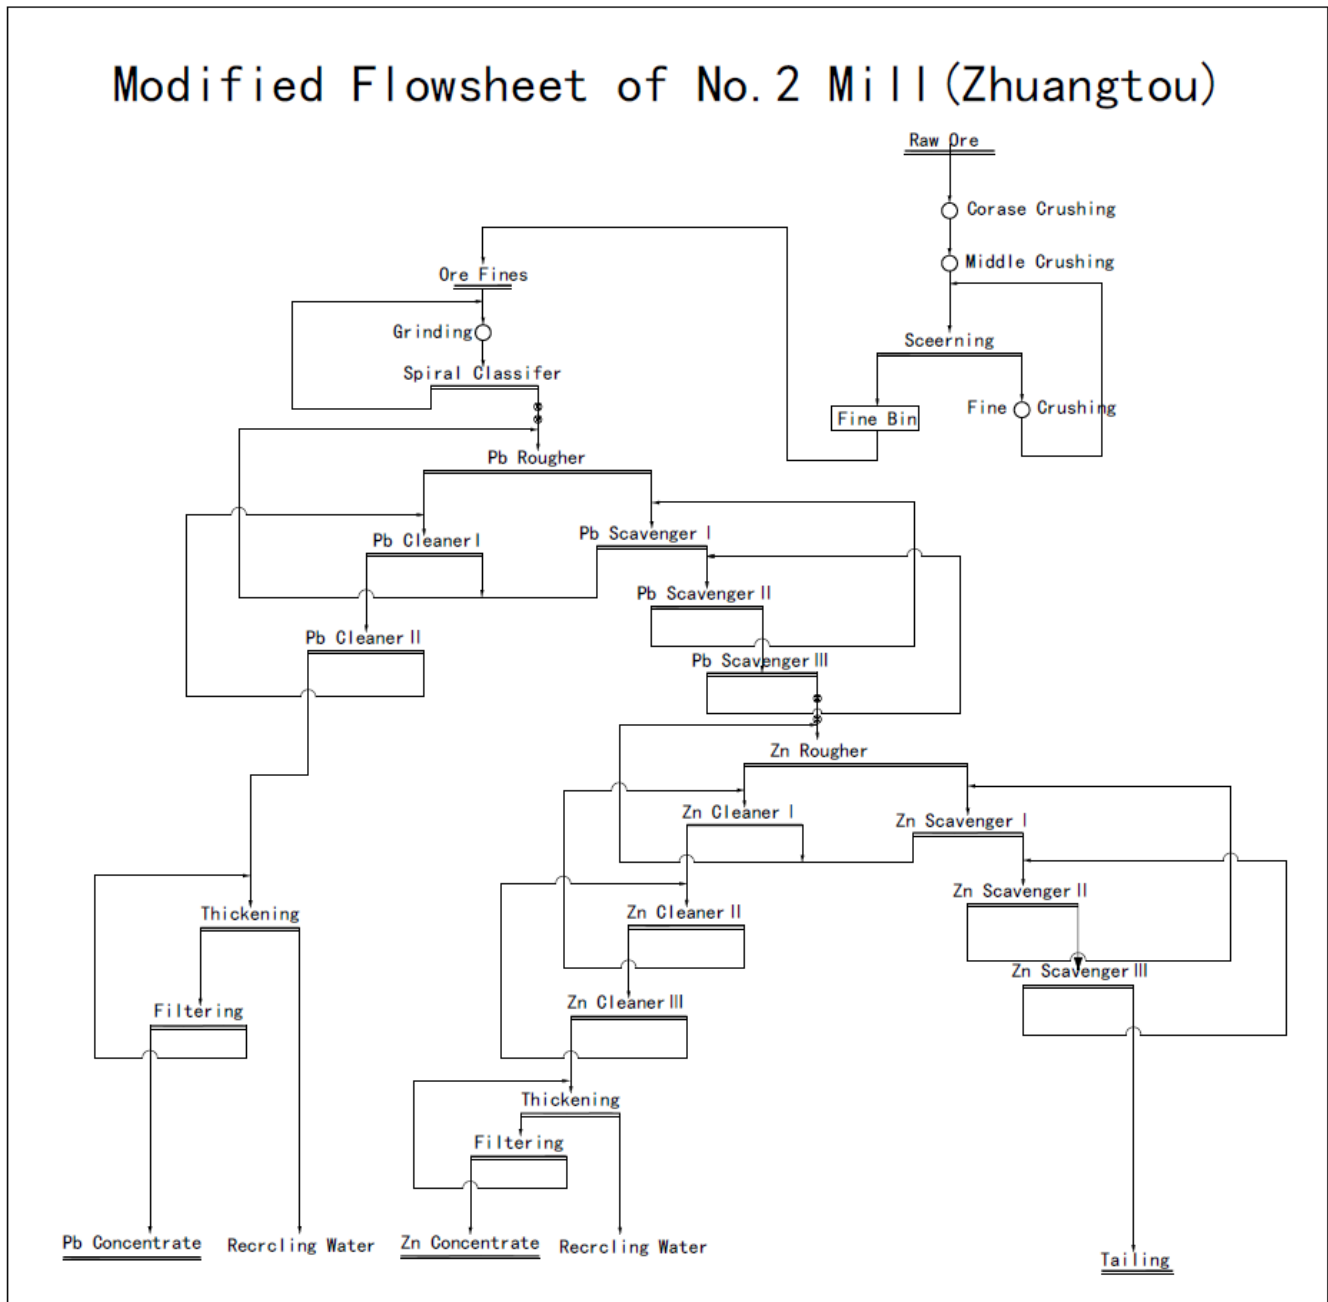 Modified Flowsheet of No.2 Mill(Zhuangtou)
Raw Ore
Corase Crushing
Middle Crushing
Ore Fines
Grinding
Sceerning
Spiral Classifer
Fine Crushing
Fine Bin
Pb Rougher
Pb Scavenger Ⅰ
Pb CleanerⅠ
Pb Scavenger Ⅱ
Pb Cleaner Ⅱ
Pb Scavenger Ⅲ
Zn Rougher
Zn Cleaner Ⅰ
Zn Scavenger Ⅰ
Zn Scavenger Ⅱ
Thickening
Zn Cleaner Ⅱ
Zn Scavenger Ⅲ
Filtering
Zn Cleaner Ⅲ
Thickening
Filtering
Pb Concentrate
Recrcling Water
Zn Concentrate
Recrcling Water
Tailing